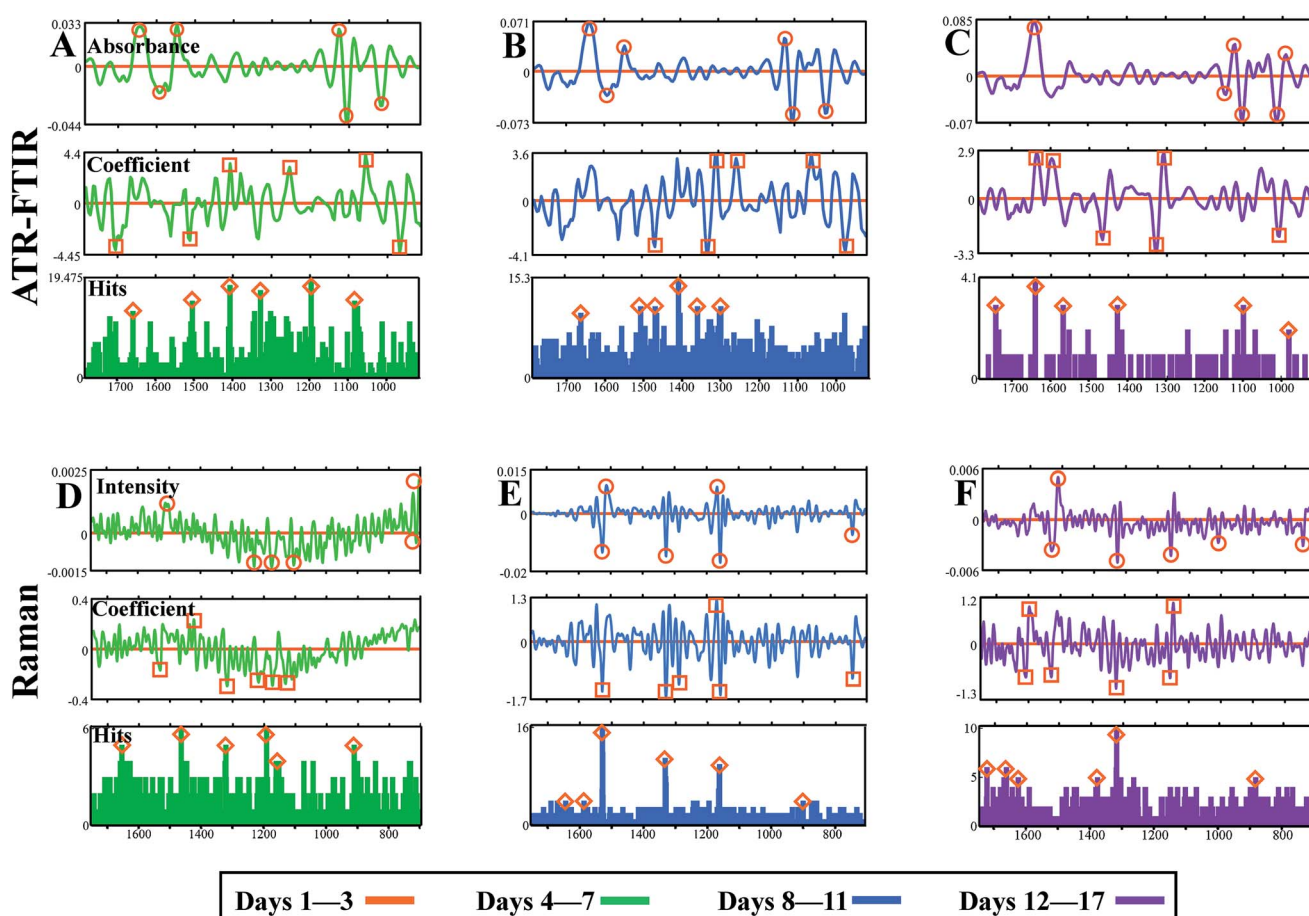 ATR-FTIR
A
Absorbance
0.033
0
-0.044
Coefficient
4.4
0
-4.45
Hits
19.475
0
1700 1500 1400 1300 1200 1100 1000
B
0.071
0
-0.073
3.6
0
-4.1
15.3
0
1700 1600 1500 1400 1300 1200 1100 1000
C
0.085
0
-0.07
2.9
0
-3.3
4.1
0
1700 1600 1500 1400 1300 1200 1100 1000
Raman
D
Intensity
0.0025
0
-0.0015
Coefficient
0.4
0
-0.4
Hits
6
0
1600 1400 1200 1000 800
E
0.015
0
-0.02
1.3
0
-1.7
16
0
1600 1400 1200 1000 800
F
0.006
0
-0.006
1.2
0
-1.3
10
5
0
1600 1400 1200 1000 800
Days 1—3 Days 4—7 Days 8—11 Days 12—17